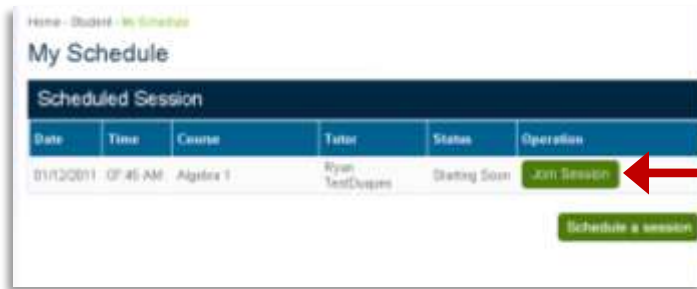 Home - Student - My Schedule
My Schedule
Scheduled Session
Date Time Course Tutor Status Operation
01/12/2011 07:45 AM Algebra 1 Ryan Starting Soon Join Session
Schedule a session